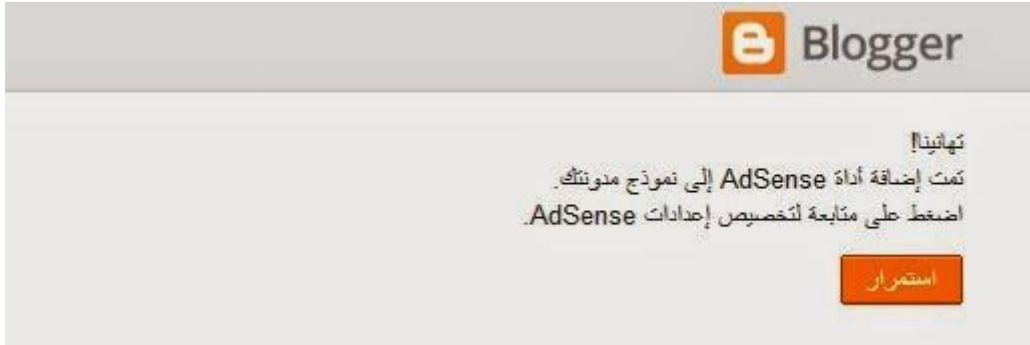 Blogger
تهانينا!
تمت إضافة أداة AdSense إلى نموذج مدونتك.
اضغط على متابعة لتخصيص إعدادات AdSense.
استمرار